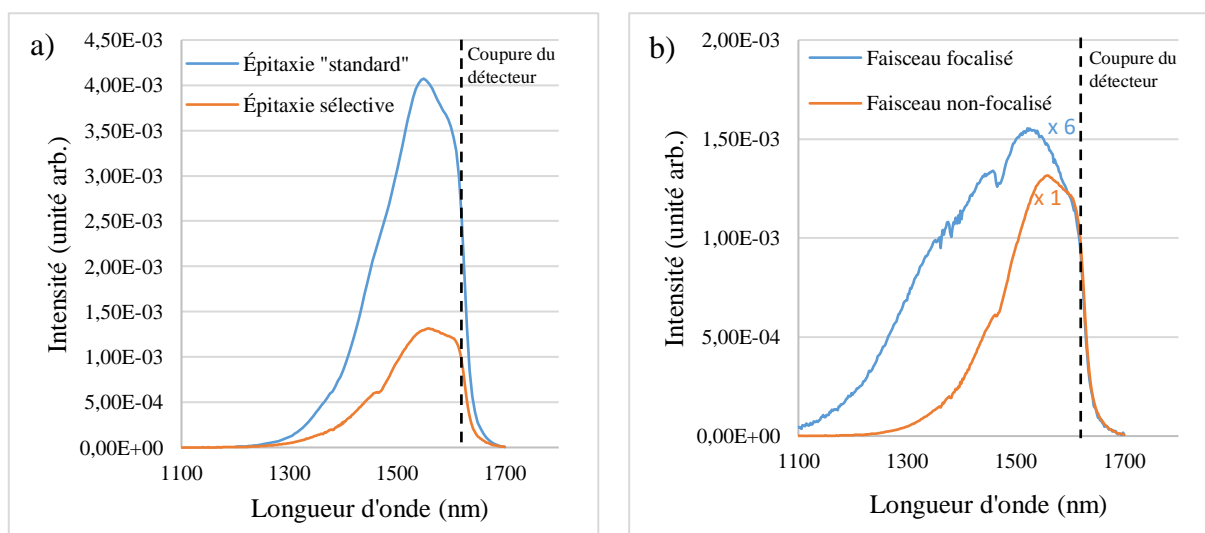 a)
4,50E-03
4,00E-03
3,50E-03
3,00E-03
2,50E-03
2,00E-03
1,50E-03
1,00E-03
5,00E-04
0,00E+00
Intensité (unité arb.)
Épitaxie "standard"
Épitaxie sélective
Coupure du
détecteur
1100 1300 1500 1700
Longueur d'onde (nm)
b)
2,00E-03
1,50E-03
1,00E-03
5,00E-04
0,00E+00
Intensité (unité arb.)
Faisceau focalisé
Faisceau non-focalisé
Coupure du
détecteur
x 6
x 1
1100 1300 1500 1700
Longueur d'onde (nm)